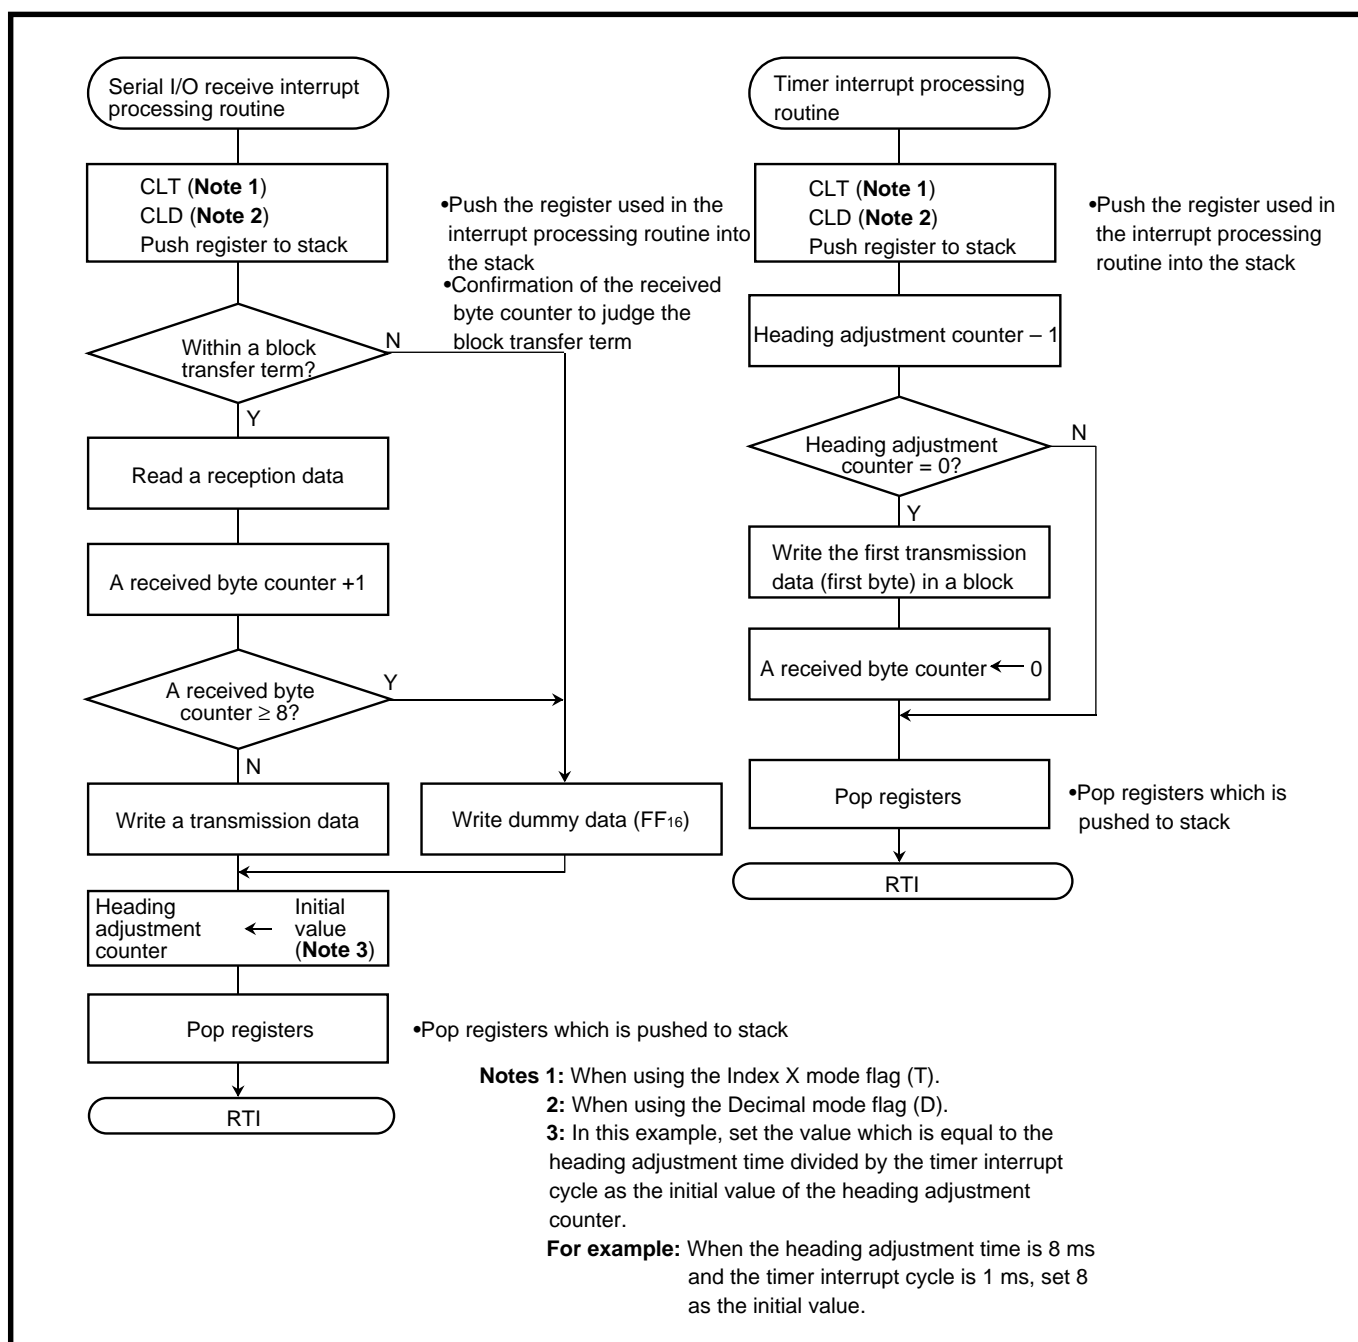 Serial I/O receive interrupt
processing routine
CLT (Note 1)
CLD (Note 2)
Push register to stack
•Push the register used in the
interrupt processing routine into
the stack
•Confirmation of the received
byte counter to judge the
block transfer term
Within a block
transfer term?
N
Y
Read a reception data
A received byte counter +1
A received byte
counter ≥ 8?
Y
N
Write a transmission data
Write dummy data (FF16)
Heading
adjustment
counter
← Initial
value
(Note 3)
Pop registers
•Pop registers which is pushed to stack
RTI
Timer interrupt processing
routine
CLT (Note 1)
CLD (Note 2)
Push register to stack
•Push the register used in
the interrupt processing
routine into the stack
Heading adjustment counter – 1
Heading adjustment
counter = 0?
N
Y
Write the first transmission
data (first byte) in a block
A received byte counter ← 0
Pop registers
•Pop registers which is
pushed to stack
RTI
Notes 1: When using the Index X mode flag (T).
2: When using the Decimal mode flag (D).
3: In this example, set the value which is equal to the
heading adjustment time divided by the timer interrupt
cycle as the initial value of the heading adjustment
counter.
For example: When the heading adjustment time is 8 ms
and the timer interrupt cycle is 1 ms, set 8
as the initial value.